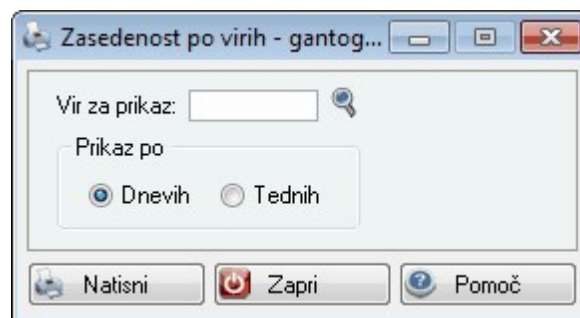 Zasedenost po virih - gantog...
Vir za prikaz:
Prikaz po
Dnevih Tednih
Natisni Zapri Pomoč